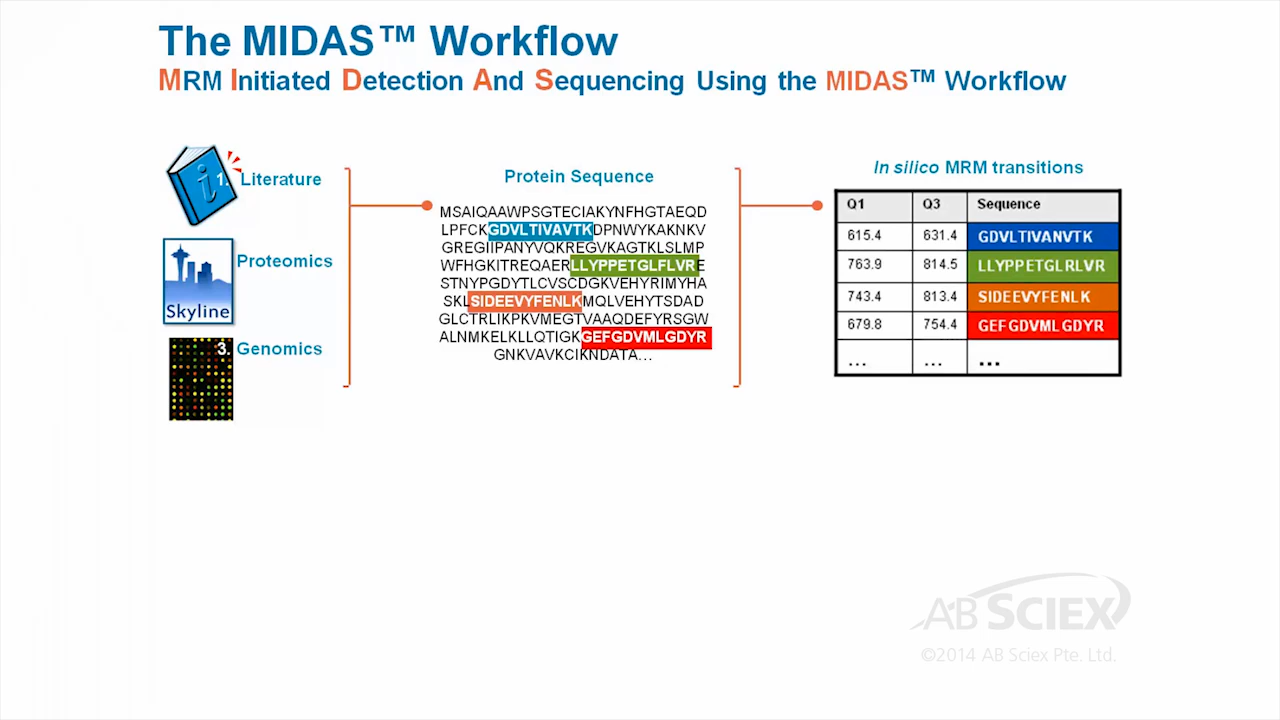 The MIDAS™ Workflow
MRM Initiated Detection And Sequencing Using the MIDAS™ Workflow
1. Literature
Proteomics
Skyline
3. Genomics
Protein Sequence
MSAIQAAWPSGTECIAKYNFHGTAEQD
LPFCKGDVLTIVAVTKDPNWYKAKNKV
GREGIIPANYVQKREGVKAGTKLSLMP
WFHGKITREQAERLLYPPETGLFLVRE
STNYPGDYTLCVSCDGKVEHYRIMYHA
SKLSIDEEVYFENLKMQLVEHYTSDAD
GLCTRLIKPKVMEGTVAAQDEFYRSGW
ALNMKELKLLQTIGKGEFGDVMLGDYR
GNKVAVKCIKNDATA...
In silico MRM transitions
Q1 Q3 Sequence
615.4 631.4 GDVLTIVANVTK
763.9 814.5 LLYPPETGLRLVR
743.4 813.4 SIDEEVYFENLK
679.8 754.4 GEFGDVMLGDYR
... ... ...
AB SCIEX
©2014 AB Sciex Pte. Ltd.